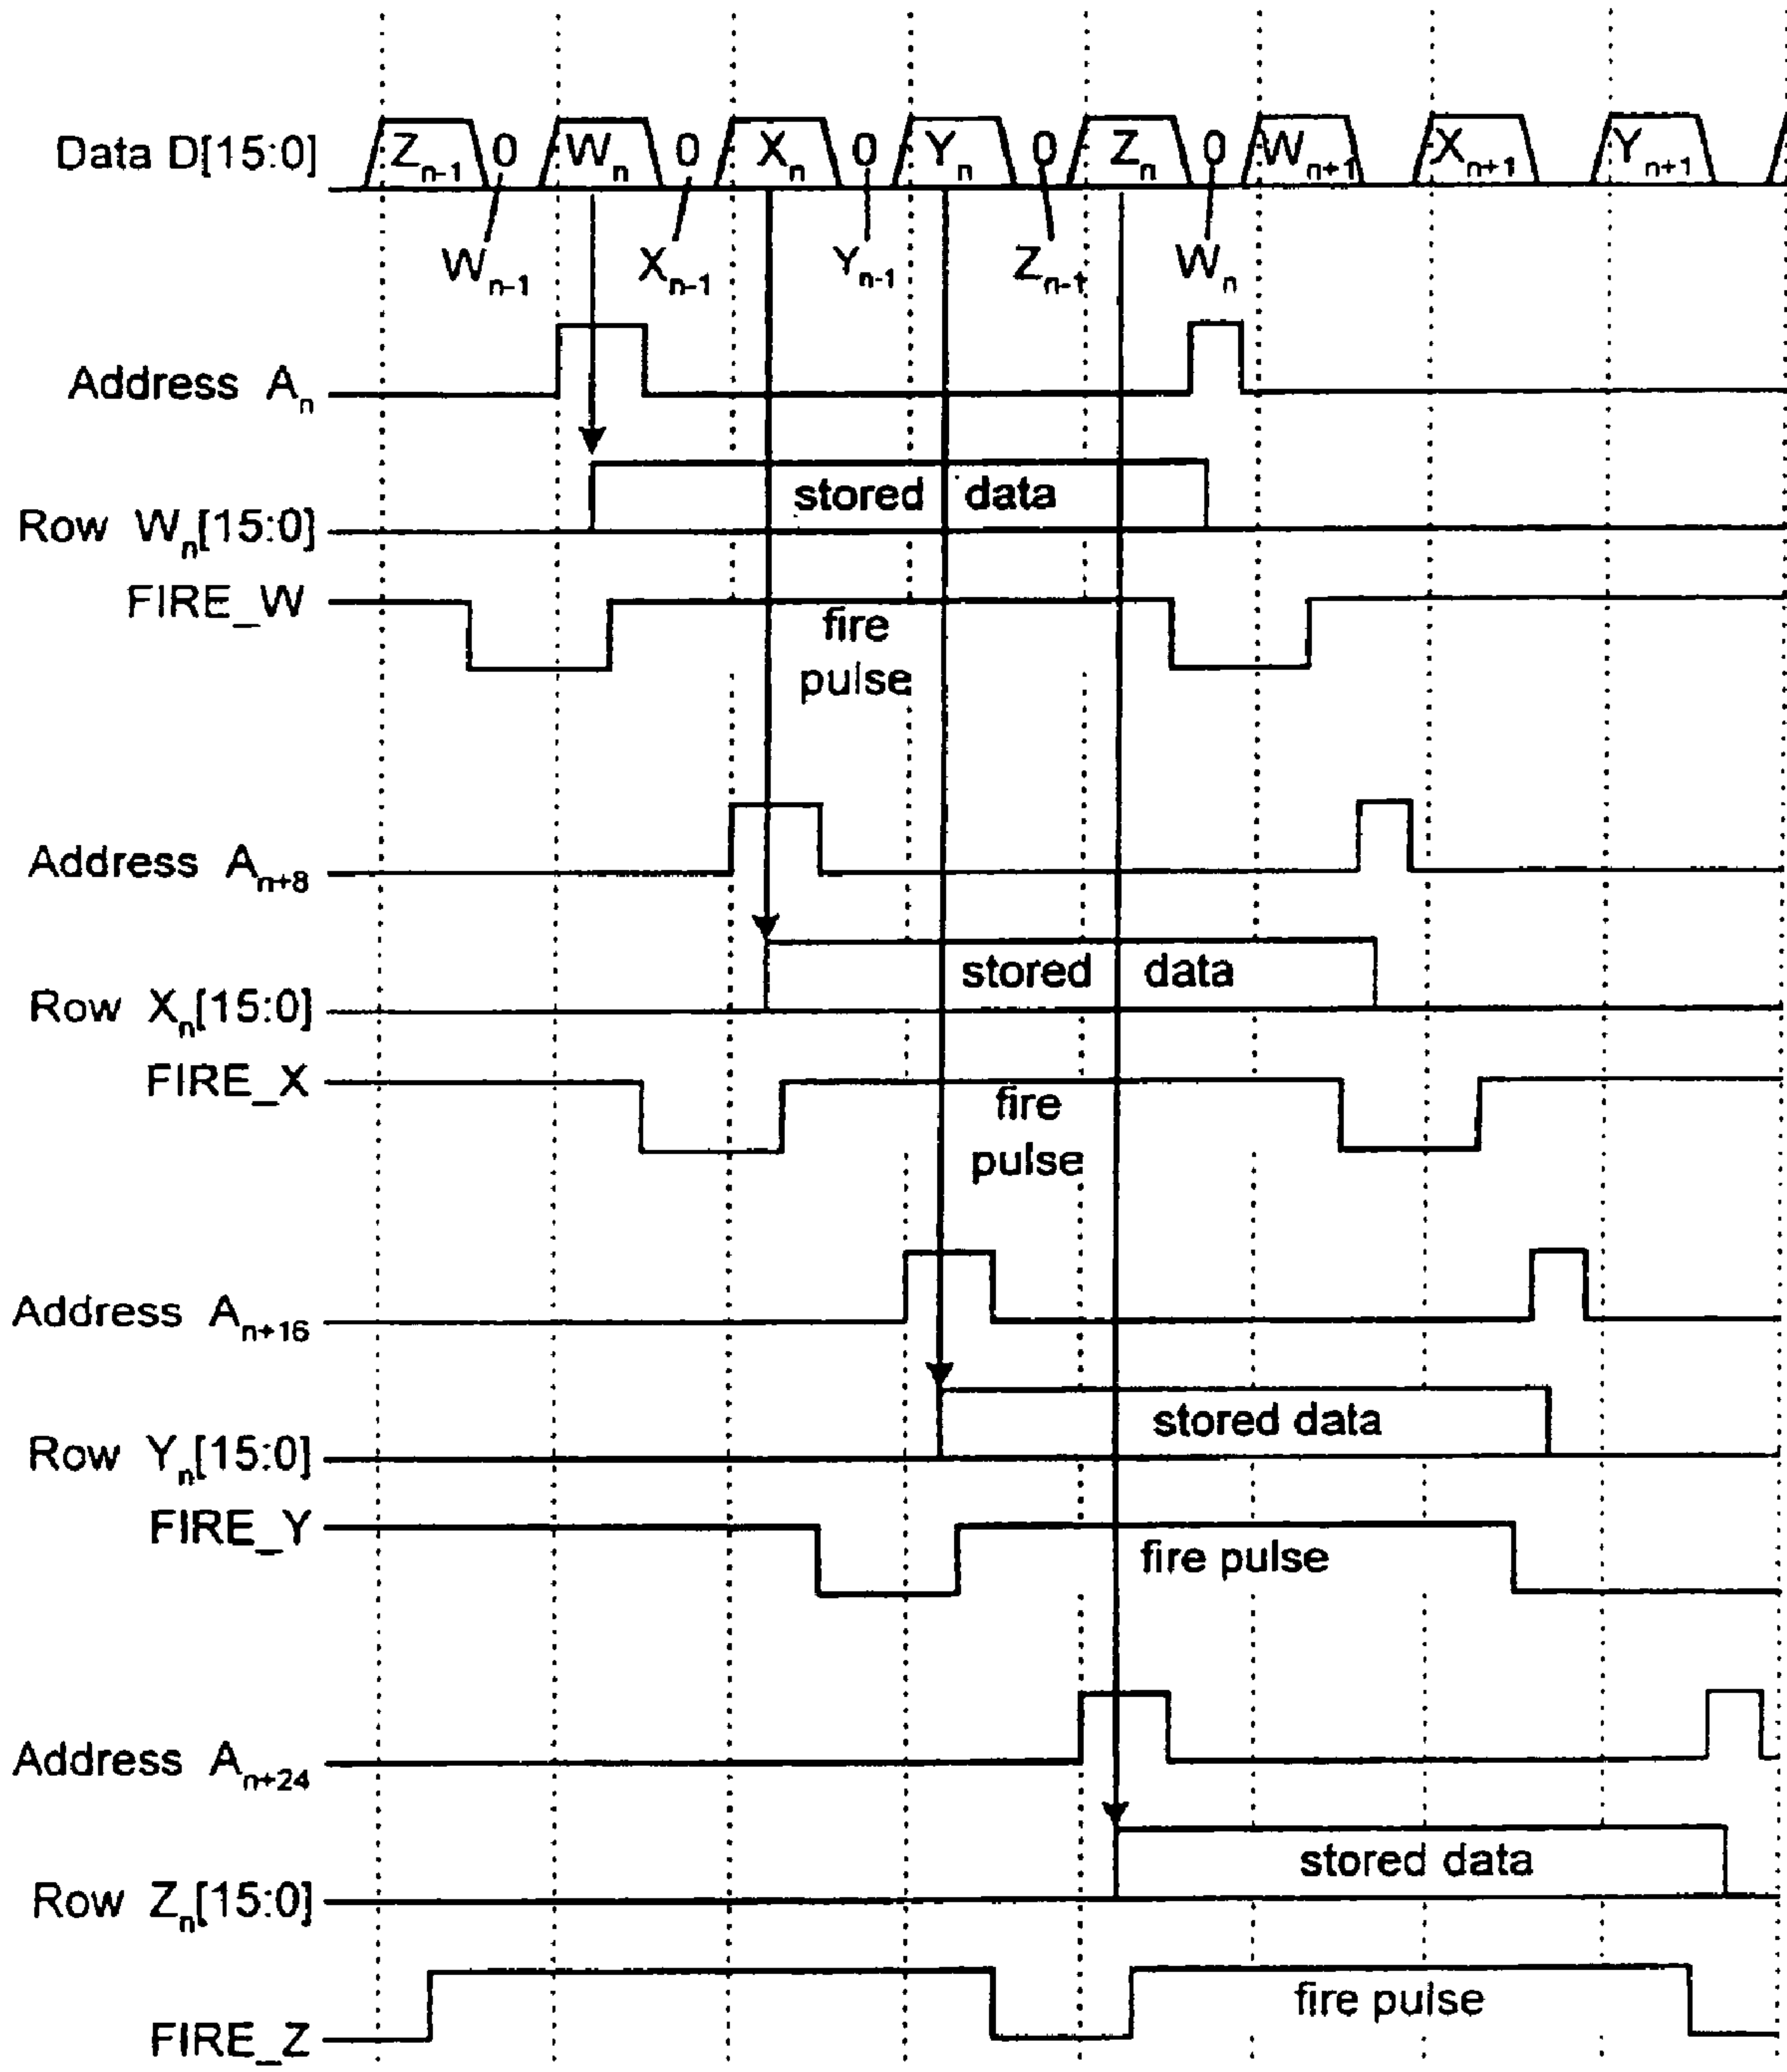 Data D[15:0] Zn-1 0 Wn 0 Xn 0 Yn 0 Zn 0 Wn+1 Xn+1 Yn+1
Wn-1 Xn-1 Yn-1 Zn-1 Wn
Address An
stored data
Row Wn[15:0]
FIRE_W
fire
pulse
Address An+8
stored data
Row Xn[15:0]
FIRE_X
fire
pulse
Address An+16
stored data
Row Yn[15:0]
FIRE_Y
fire pulse
Address An+24
stored data
Row Zn[15:0]
fire pulse
FIRE_Z